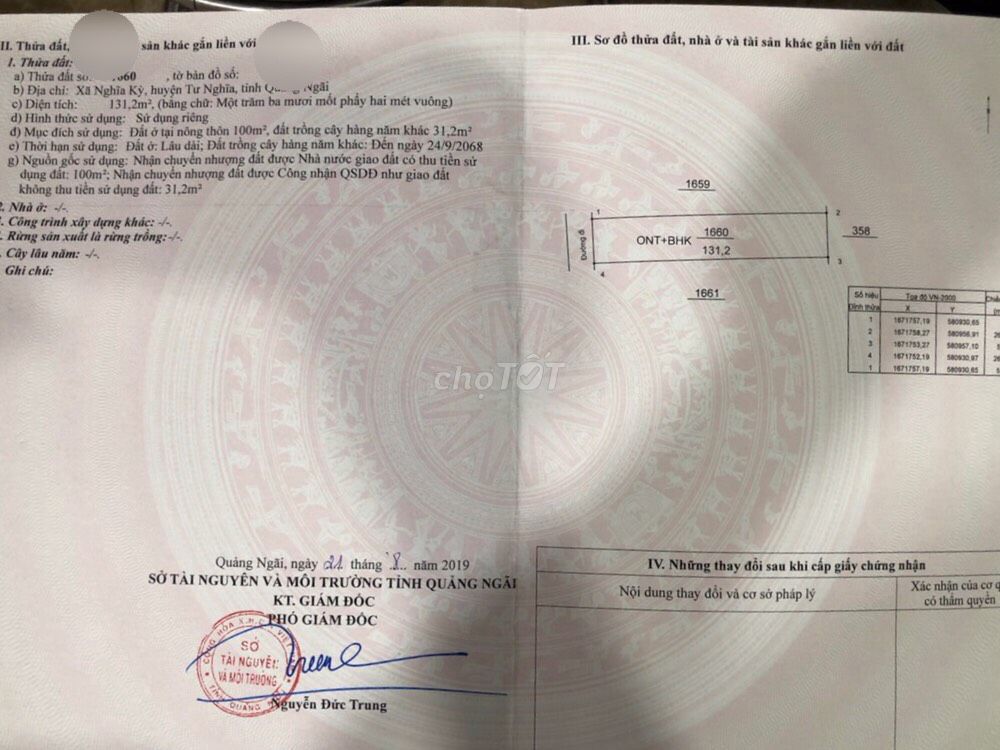 II. Thửa đất, sản khác gắn liền với
1. Thửa đất:
a) Thửa đất số: 660 , tờ bản đồ số:
b) Địa chỉ: Xã Nghĩa Kỳ, huyện Tư Nghĩa, tỉnh Quảng Ngãi
c) Diện tích: 131,2m², (bằng chữ: Một trăm ba mươi mốt phẩy hai mét vuông)
d) Hình thức sử dụng: Sử dụng riêng
đ) Mục đích sử dụng: Đất ở tại nông thôn 100m², đất trồng cây hàng năm khác 31,2m²
e) Thời hạn sử dụng: Đất ở: Lâu dài; Đất trồng cây hàng năm khác: Đến ngày 24/9/2068
g) Nguồn gốc sử dụng: Nhận chuyển nhượng đất được Nhà nước giao đất có thu tiền sử
dụng đất: 100m²; Nhận chuyển nhượng đất được Công nhận QSDĐ như giao đất
không thu tiền sử dụng đất: 31,2m²
2. Nhà ở: -/-.
. Công trình xây dựng khác: -/-.
. Rừng sản xuất là rừng trồng:-/-.
. Cây lâu năm: -/-.
Ghi chú:
Quảng Ngãi, ngày 21 tháng 8 năm 2019
SỞ TÀI NGUYÊN VÀ MÔI TRƯỜNG TỈNH QUẢNG NGÃI
KT. GIÁM ĐỐC
PHÓ GIÁM ĐỐC
CỘNG HÒA X.H.C.N VIỆT
SỞ
TÀI NGUYÊN
VÀ MÔI TRƯỜNG
TỈNH QUẢNG
Nguyễn Đức Trung
III. Sơ đồ thửa đất, nhà ở và tài sản khác gắn liền với đất
1659
1
2
Đường đi
ONT+BHK
1660
131,2
358
4
3
1661
Số hiệu Tọa độ VN-2000
Đỉnh thửa X Y
1 1671757,19 580930,65
2 1671758,27 580956,91
3 1671753,27 580957,10
4 1671752,19 580930,97
1 1671757,19 580930,65
chợTỐT
IV. Những thay đổi sau khi cấp giấy chứng nhận
Nội dung thay đổi và cơ sở pháp lý
Xác nhận của cơ q
có thẩm quyền